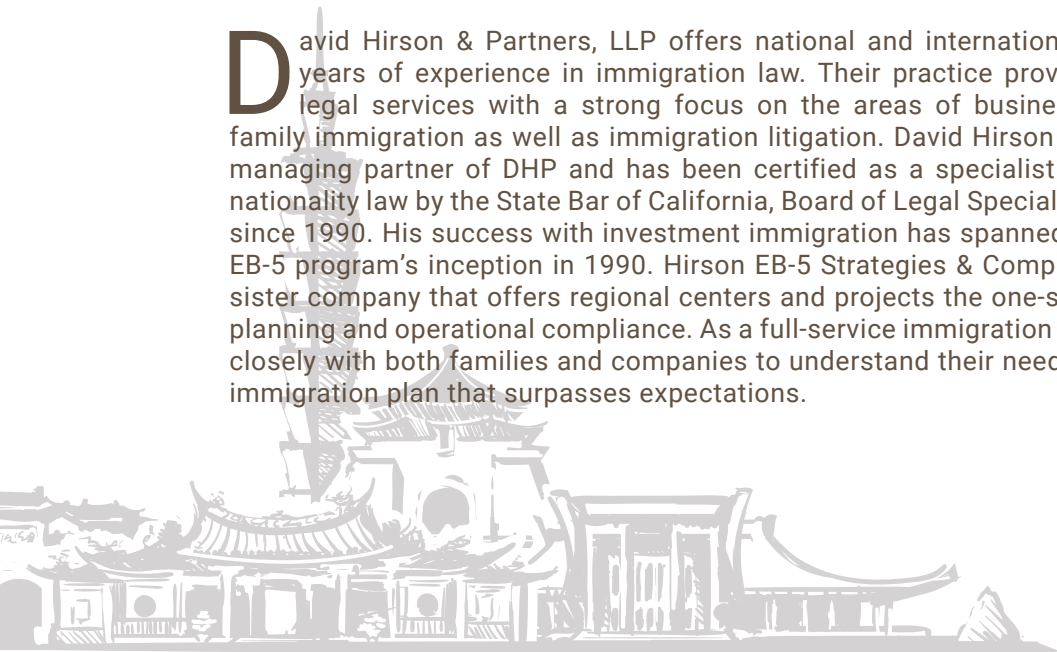 David Hirson & Partners, LLP offers national and internation
years of experience in immigration law. Their practice prov
legal services with a strong focus on the areas of busine
family immigration as well as immigration litigation. David Hirson
managing partner of DHP and has been certified as a specialist
nationality law by the State Bar of California, Board of Legal Special
since 1990. His success with investment immigration has spanned
EB-5 program’s inception in 1990. Hirson EB-5 Strategies & Comp
sister company that offers regional centers and projects the one-s
planning and operational compliance. As a full-service immigration
closely with both families and companies to understand their need
immigration plan that surpasses expectations.